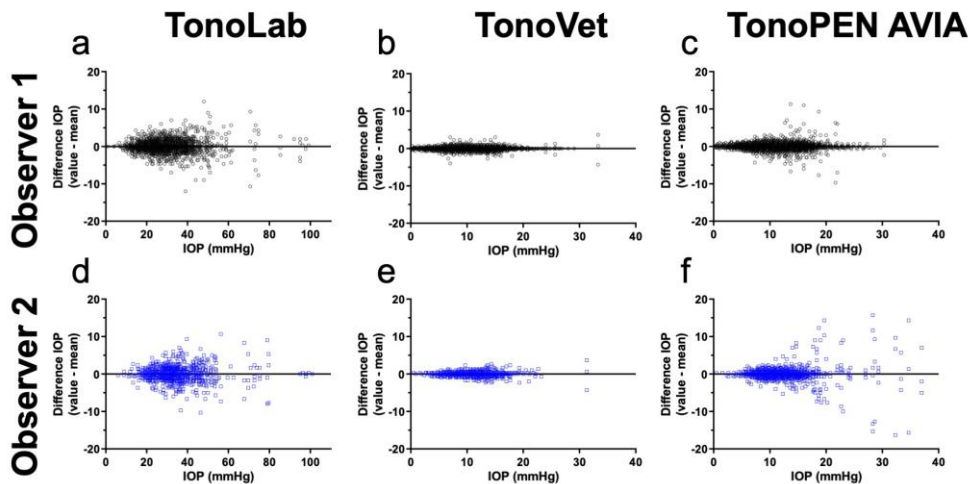 TonoLab TonoVet TonoPEN AVIA
Observer 1
a
20
10
0
-10
-20
Difference IOP
(value - mean)
0 20 40 60 80 100
IOP (mmHg)
b
20
10
0
-10
-20
Difference IOP
(value - mean)
0 10 20 30 40
IOP (mmHg)
c
20
10
0
-10
-20
Difference IOP
(value - mean)
0 10 20 30 40
IOP (mmHg)
Observer 2
d
20
10
0
-10
-20
Difference IOP
(value - mean)
0 20 40 60 80 100
IOP (mmHg)
e
20
10
0
-10
-20
Difference IOP
(value - mean)
0 10 20 30 40
IOP (mmHg)
f
20
10
0
-10
-20
Difference IOP
(value - mean)
0 10 20 30 40
IOP (mmHg)